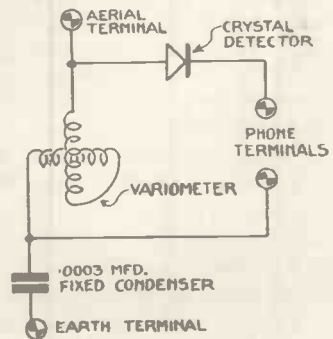 AERIAL
TERMINAL
CRYSTAL
DETECTOR
PHONE
TERMINALS
VARIOMETER
.0003 MFD.
FIXED CONDENSER
EARTH TERMINAL